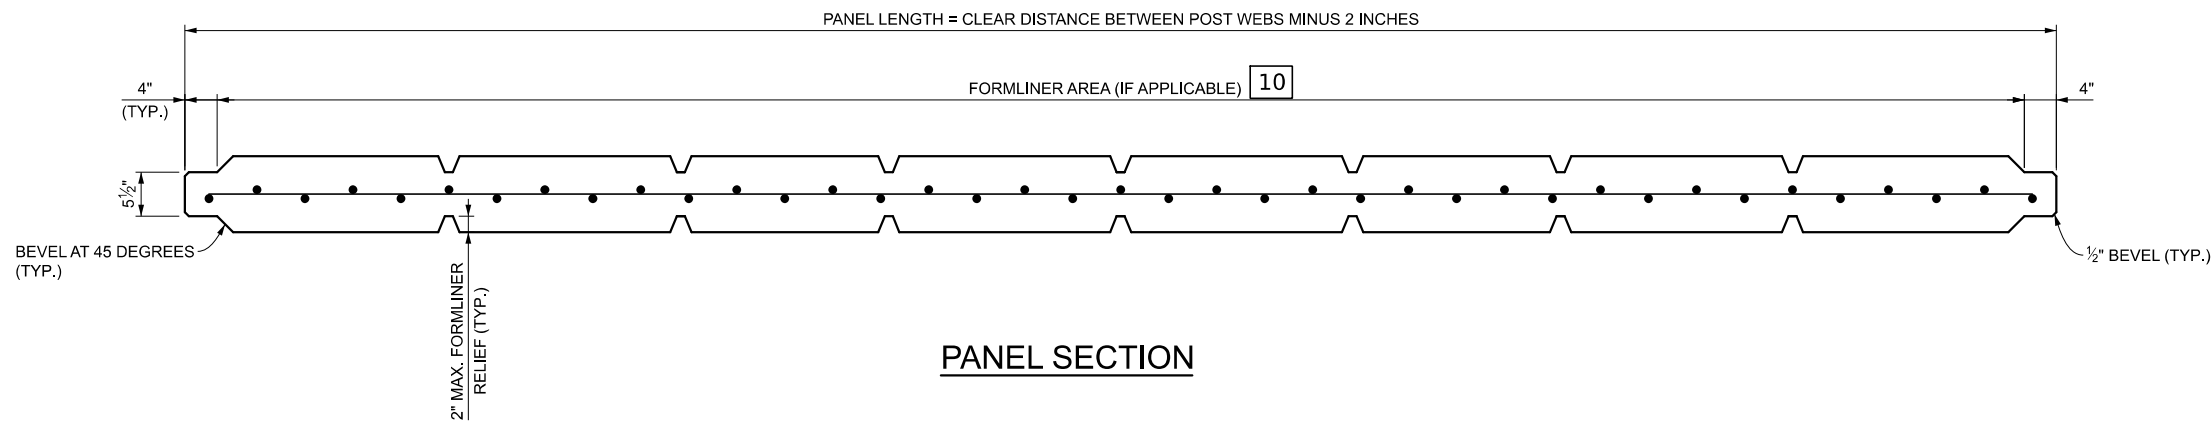 PANEL LENGTH = CLEAR DISTANCE BETWEEN POST WEBS MINUS 2 INCHES
FORMLINER AREA (IF APPLICABLE) 10
4"
(TYP.)
4"
5½"
BEVEL AT 45 DEGREES
(TYP.)
½" BEVEL (TYP.)
2" MAX. FORMLINER
RELIEF (TYP.)
PANEL SECTION